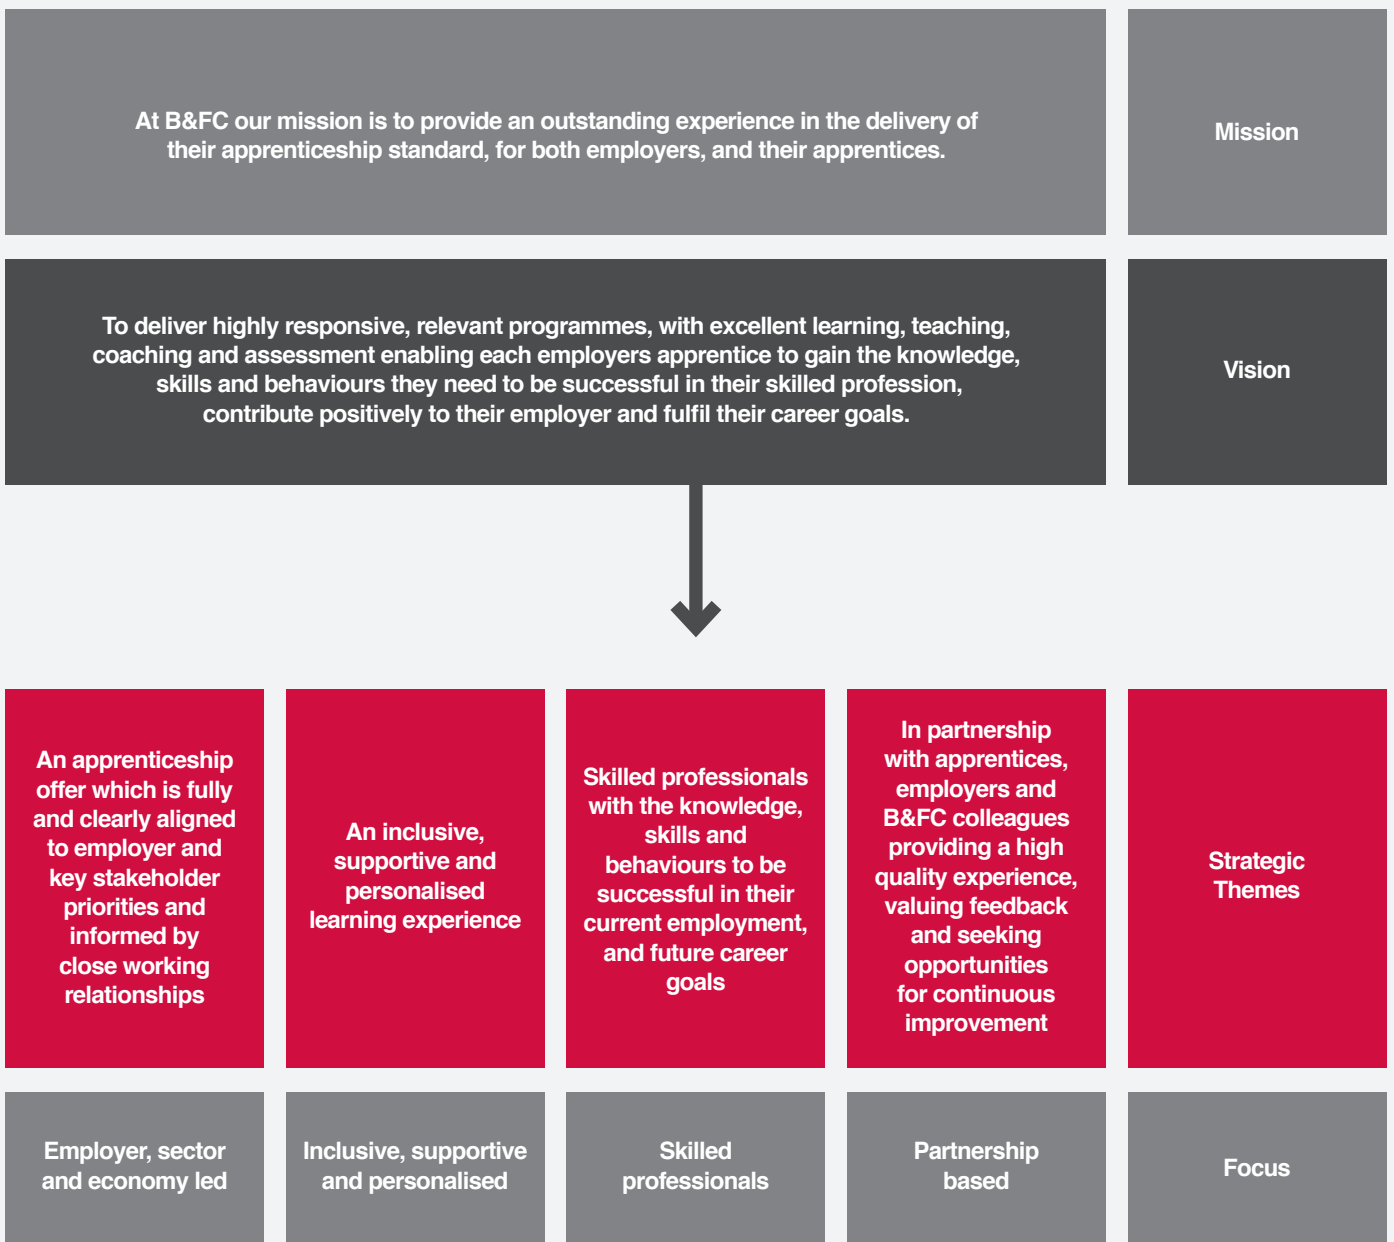 At B&FC our mission is to provide an outstanding experience in the delivery of
their apprenticeship standard, for both employers, and their apprentices.
Mission
To deliver highly responsive, relevant programmes, with excellent learning, teaching,
coaching and assessment enabling each employers apprentice to gain the knowledge,
skills and behaviours they need to be successful in their skilled profession,
contribute positively to their employer and fulfil their career goals.
Vision
An apprenticeship
offer which is fully
and clearly aligned
to employer and
key stakeholder
priorities and
informed by
close working
relationships
An inclusive,
supportive and
personalised
learning experience
Skilled professionals
with the knowledge,
skills and
behaviours to be
successful in their
current employment,
and future career
goals
In partnership
with apprentices,
employers and
B&FC colleagues
providing a high
quality experience,
valuing feedback
and seeking
opportunities
for continuous
improvement
Strategic
Themes
Employer, sector
and economy led
Inclusive, supportive
and personalised
Skilled
professionals
Partnership
based
Focus